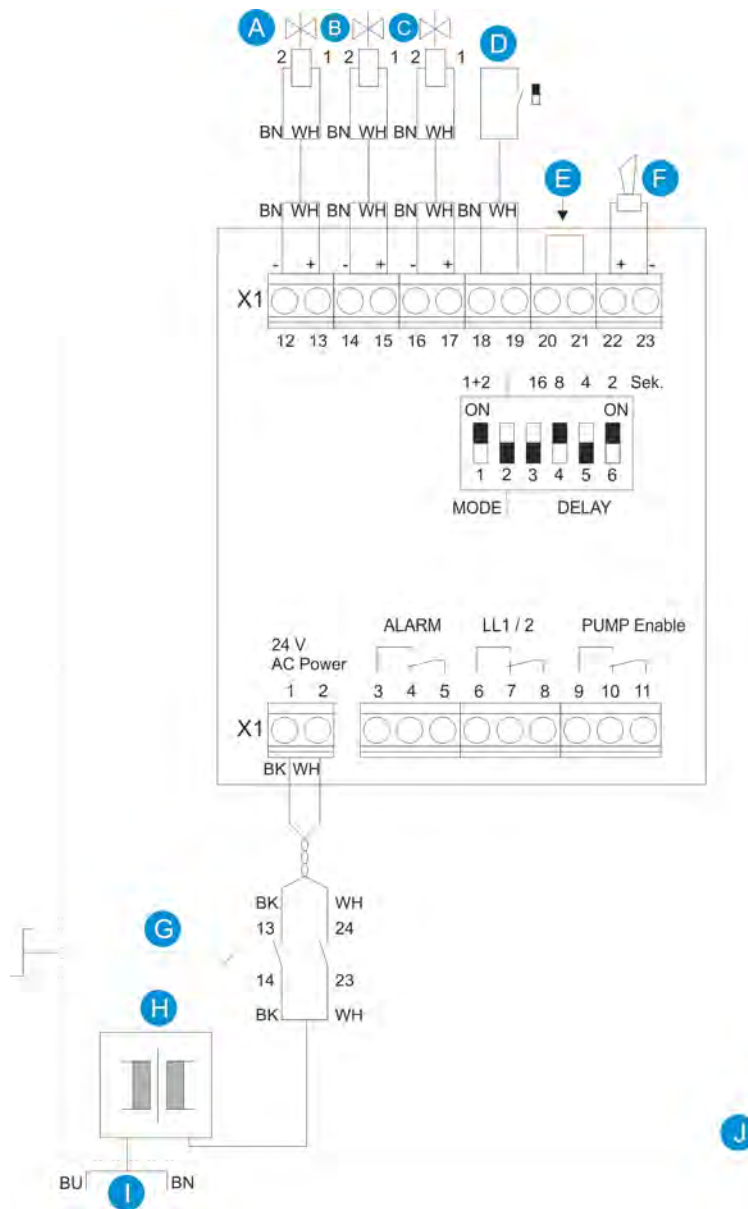 A B C D
2 1 2 1 2 1
BN WH BN WH BN WH
E F
BN WH BN WH BN WH BN WH
- + - + - + + -
X1
12 13 14 15 16 17 18 19 20 21 22 23
1+2 16 8 4 2 Sek.
ON ON
1 2 3 4 5 6
MODE DELAY
ALARM LL1 / 2 PUMP Enable
24 V
AC Power
1 2 3 4 5 6 7 8 9 10 11
X1
BK WH
BK WH
G 13 24
14 23
H BK WH
J
BU I BN